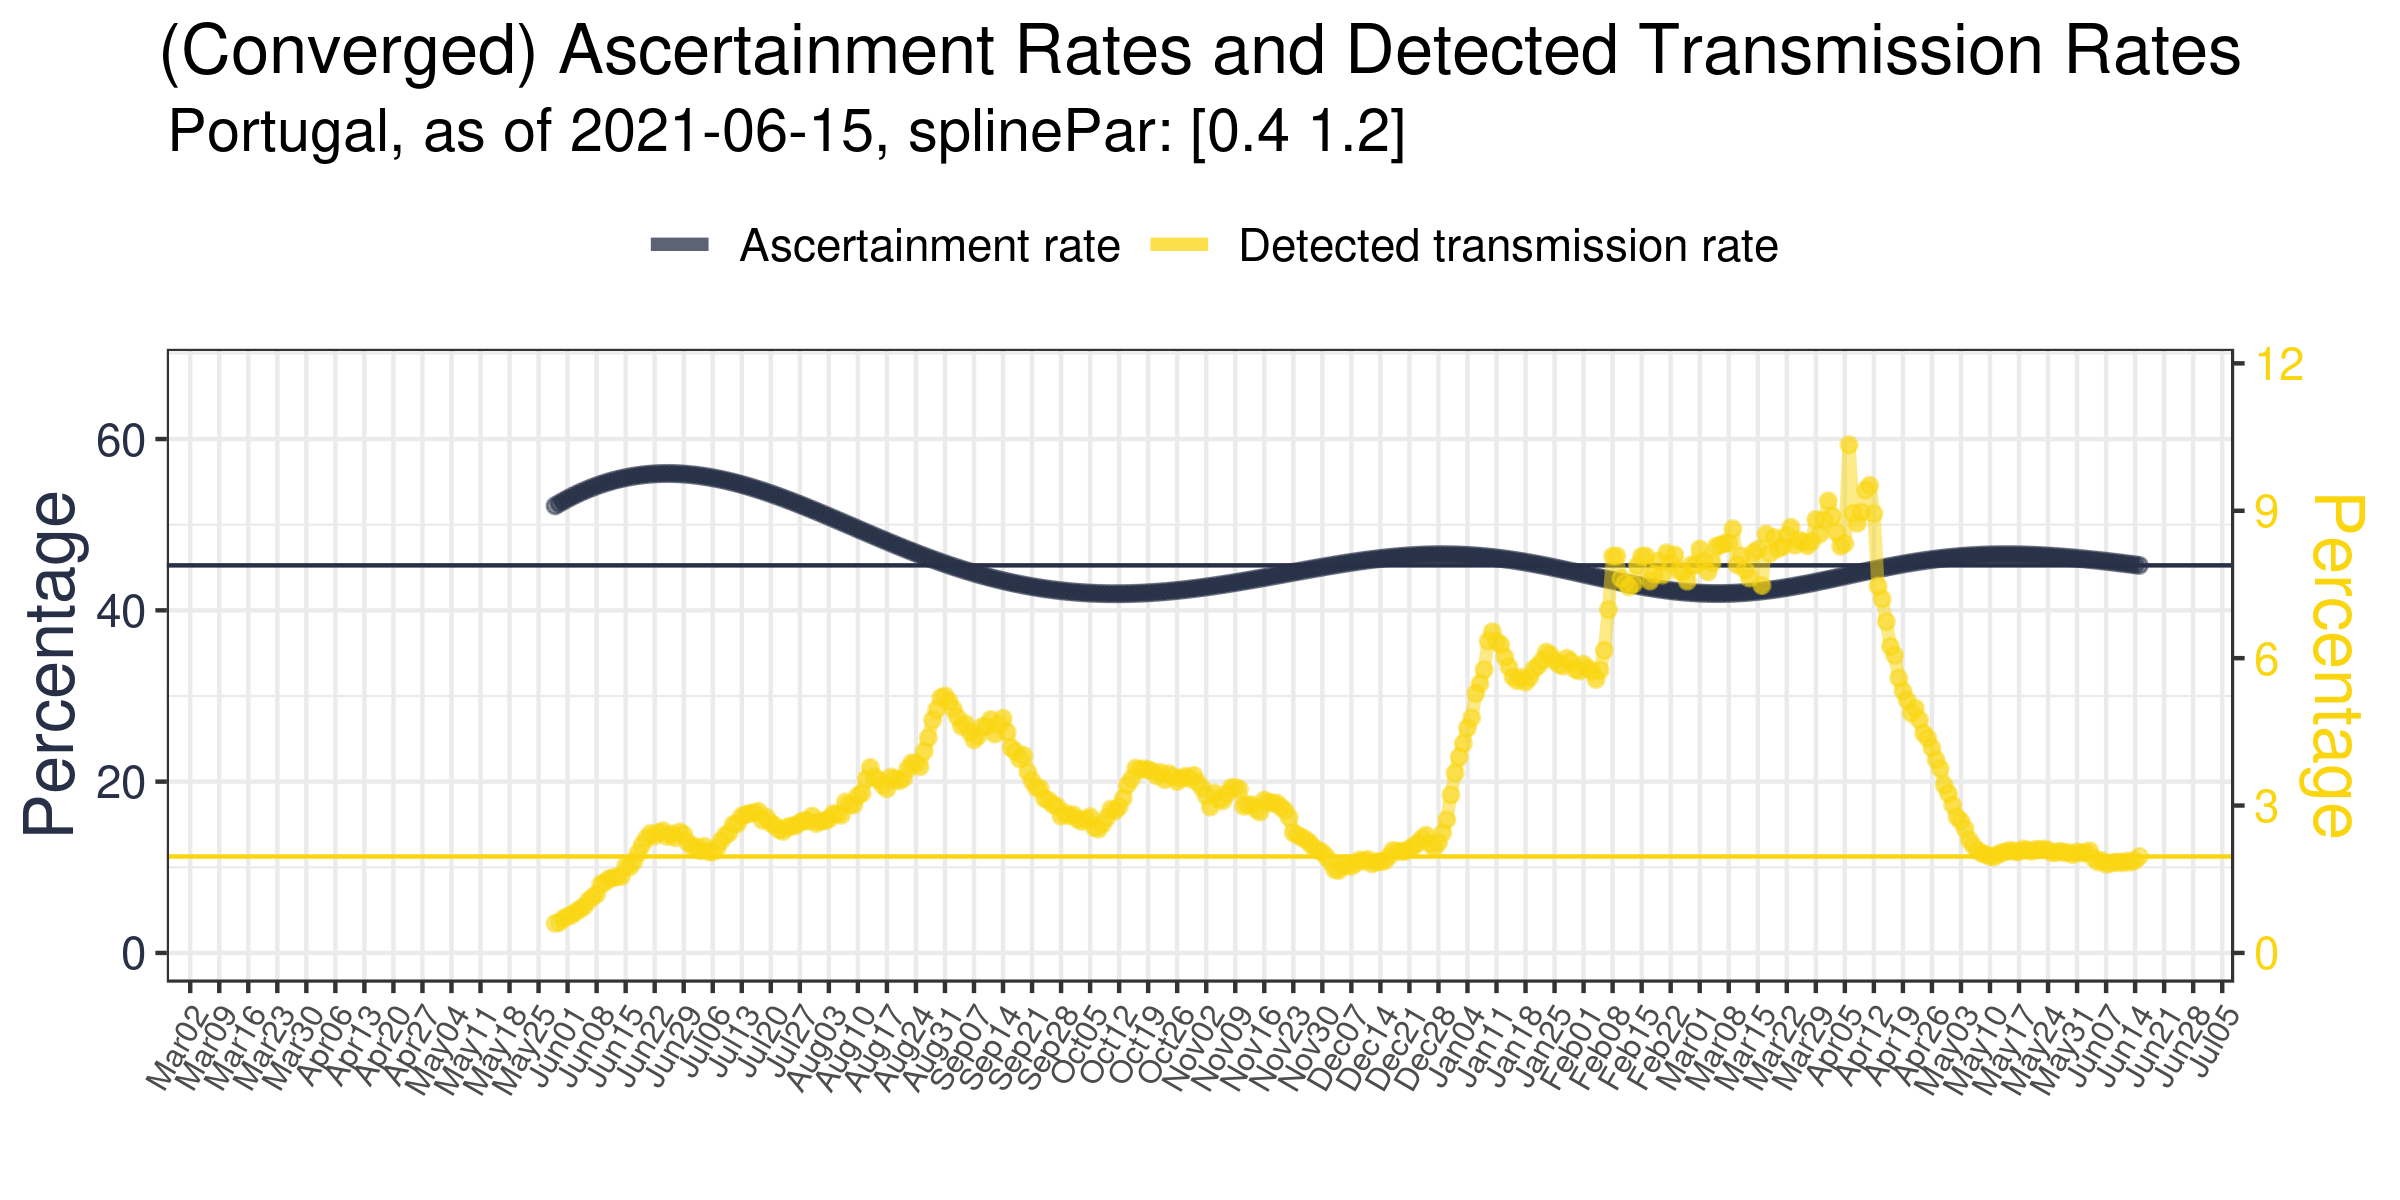 (Converged) Ascertainment Rates and Detected Transmission Rates
Portugal, as of 2021-06-15, splinePar: [0.4 1.2]
Ascertainment rate
Detected transmission rate
Percentage
60
40
20
0
12
9
6
3
0
Percentage
Mar02
Mar09
Mar16
Mar23
Mar30
Apr06
Apr13
Apr20
Apr27
May04
May11
May18
May25
Jun01
Jun08
Jun15
Jun22
Jun29
Jul06
Jul13
Jul20
Jul27
Aug03
Aug10
Aug17
Aug24
Aug31
Sep07
Sep14
Sep21
Sep28
Oct05
Oct12
Oct19
Oct26
Nov02
Nov09
Nov16
Nov23
Nov30
Dec07
Dec14
Dec21
Dec28
Jan04
Jan11
Jan18
Jan25
Feb01
Feb08
Feb15
Feb22
Mar01
Mar08
Mar15
Mar22
Mar29
Apr05
Apr12
Apr19
Apr26
May03
May10
May17
May24
May31
Jun07
Jun14
Jun21
Jun28
Jul05